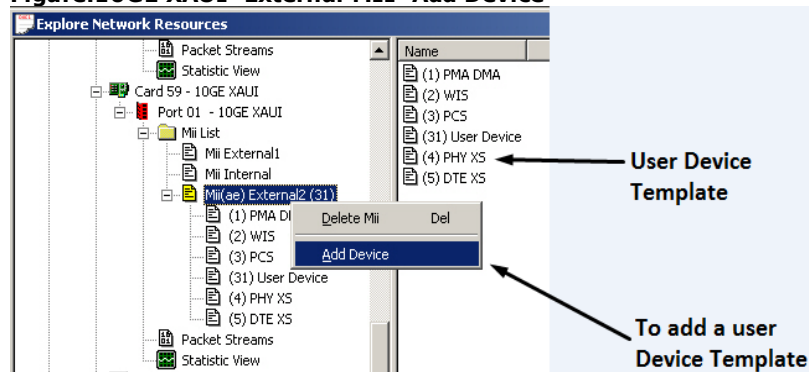 Figure:10GE XAUI- External MII- Add Device
Explore Network Resources
Packet Streams
Statistic View
Card 59 - 10GE XAUI
Port 01 - 10GE XAUI
Mii List
Mii External1
Mii Internal
Mii(ae) External2 (31)
(1) PMA D
(2) WIS
(3) PCS
(31) User Device
(4) PHY XS
(5) DTE XS
Packet Streams
Statistic View
Delete Mii Del
Add Device
Name
(1) PMA DMA
(2) WIS
(3) PCS
(31) User Device
(4) PHY XS
(5) DTE XS
User Device
Template
To add a user
Device Template